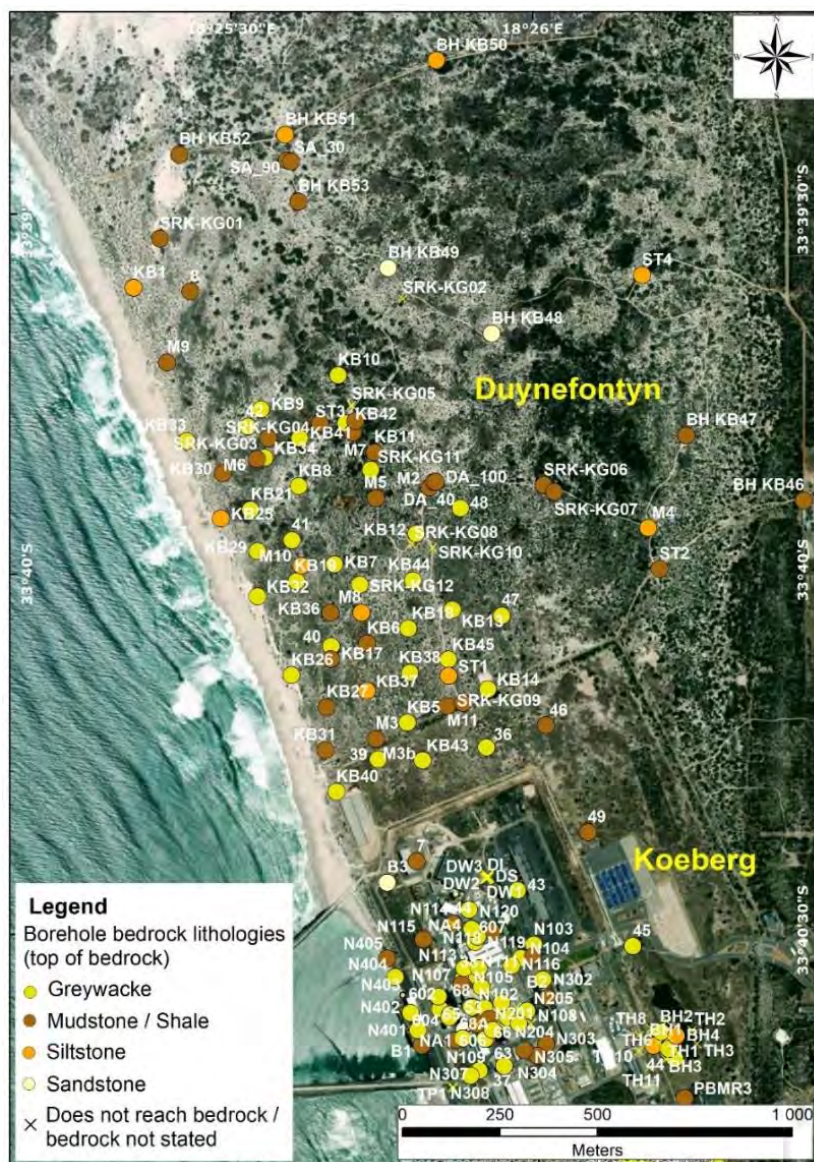 18°25'30"E
18°26'E
N
W
S
BH KB50
BH KB51
BH KB52
SA_30
SA_90
BH KB53
SRK-KG01
33°39'30"S
BH KB49
ST4
KB1
SRK-KG02
BH KB48
M9
KB10
Duynefontyn
SRK-KG05
KB9
42
ST3
KB42
KB33
SRK-KG04
KB41
KB11
BH KB47
SRK-KG03
KB34
M7
SRK-KG11
KB30
M6
KB8
M5
M2
DA_100
SRK-KG06
BH KB46
DA_40
48
SRK-KG07
KB21
KB25
M4
41
KB12
SRK-KG08
KB29
M10
SRK-KG10
ST2
33°40'S
33°40'S
KB19
KB7
KB44
KB32
SRK-KG12
KB36
M8
KB18
47
KB6
KB13
40
KB17
KB38
KB45
KB26
ST1
KB37
KB14
KB27
KB5
SRK-KG09
M3
M11
46
KB31
39
M3b
KB43
36
KB40
49
7
Koeberg
B3
DW3
DI
DS
DW2
DW1
43
N114
N120
N115
NA4
607
N103
45
N405
N118
N119
N104
33°40'30"S
N404
N113
N111
N116
N403
N107
N105
B2
N302
602
68
N205
N402
63
N102
N108
TH8
BH2
TH2
604
65
N201
BH1
BH4
N401
68A
66
N204
N303
TH6
TH1
TH3
B1
NA1
606
N305
TH10
44
BH3
N109
63
N304
TH11
N307
37
PBMR3
TP1
N308
Legend
Borehole bedrock lithologies
(top of bedrock)
Greywacke
Mudstone / Shale
Siltstone
Sandstone
Does not reach bedrock /
bedrock not stated
0
250
500
1 000
Meters